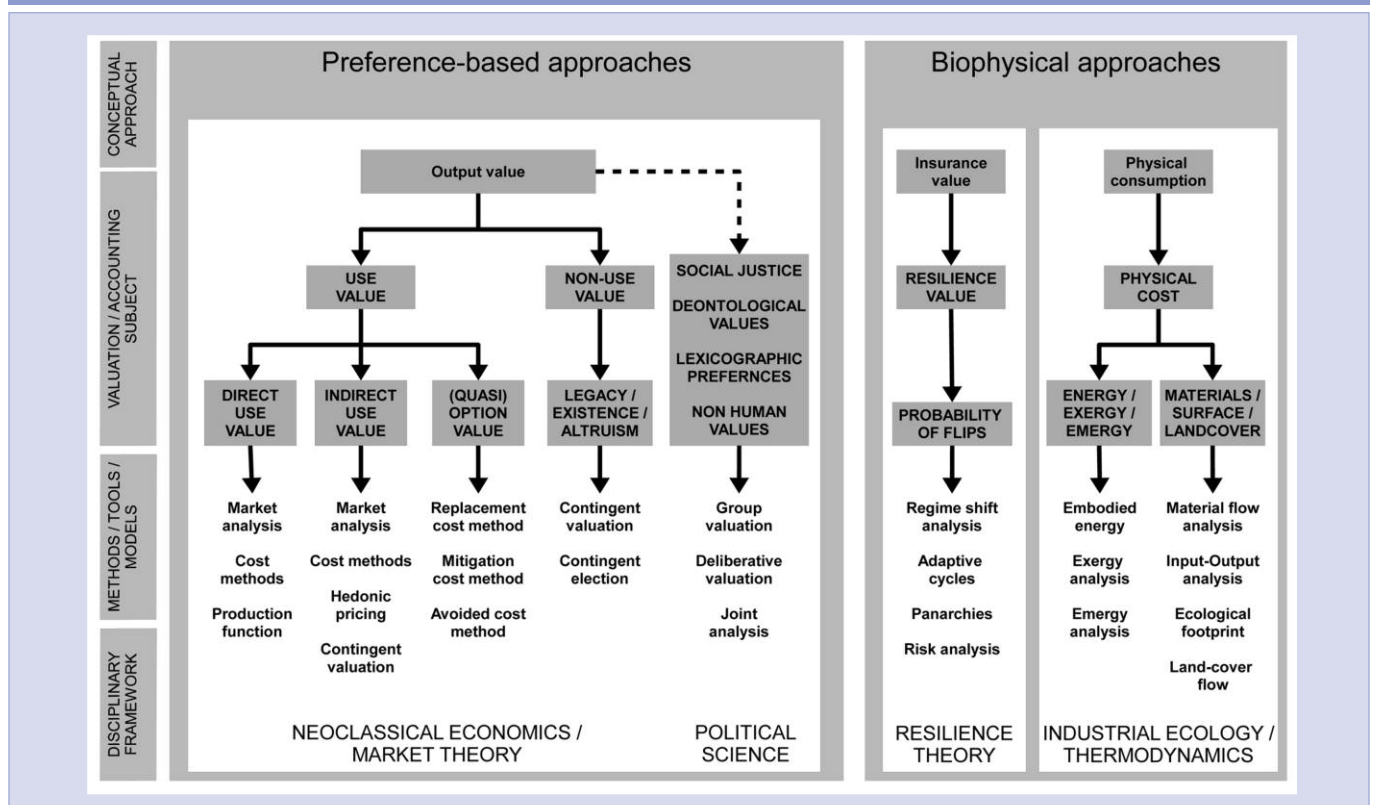 CONCEPTUAL
APPROACH
VALUATION / ACCOUNTING
SUBJECT
METHODS / TOOLS /
MODELS
DISCIPLINARY
FRAMEWORK
Preference-based approaches
Output value
USE
VALUE
NON-USE
VALUE
SOCIAL JUSTICE
DEONTOLOGICAL
VALUES
LEXICOGRAPHIC
PREFERNCES
NON HUMAN
VALUES
DIRECT
USE
VALUE
INDIRECT
USE
VALUE
(QUASI)
OPTION
VALUE
LEGACY /
EXISTENCE /
ALTRUISM
Market
analysis
Cost
methods
Production
function
Market
analysis
Cost methods
Hedonic
pricing
Contingent
valuation
Replacement
cost method
Mitigation
cost method
Avoided cost
method
Contingent
valuation
Contingent
election
Group
valuation
Deliberative
valuation
Joint
analysis
NEOCLASSICAL ECONOMICS /
MARKET THEORY
POLITICAL
SCIENCE
Biophysical approaches
Insurance
value
RESILIENCE
VALUE
PROBABILITY
OF FLIPS
Regime shift
analysis
Adaptive
cycles
Panarchies
Risk analysis
RESILIENCE
THEORY
Physical
consumption
PHYSICAL
COST
ENERGY /
EXERGY /
EMERGY
MATERIALS /
SURFACE /
LANDCOVER
Embodied
energy
Exergy
analysis
Emergy
analysis
Material flow
analysis
Input-Output
analysis
Ecological
footprint
Land-cover
flow
INDUSTRIAL ECOLOGY /
THERMODYNAMICS